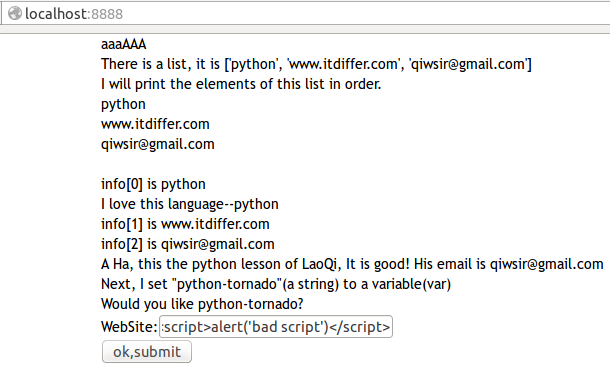 localhost:8888
aaaAAA
There is a list, it is ['python', 'www.itdiffer.com', 'qiwsir@gmail.com']
I will print the elements of this list in order.
python
www.itdiffer.com
qiwsir@gmail.com
info[0] is python
I love this language--python
info[1] is www.itdiffer.com
info[2] is qiwsir@gmail.com
A Ha, this the python lesson of LaoQi, It is good! His email is qiwsir@gmail.com
Next, I set "python-tornado"(a string) to a variable(var)
Would you like python-tornado?
WebSite: script>alert('bad script')</script>
ok,submit